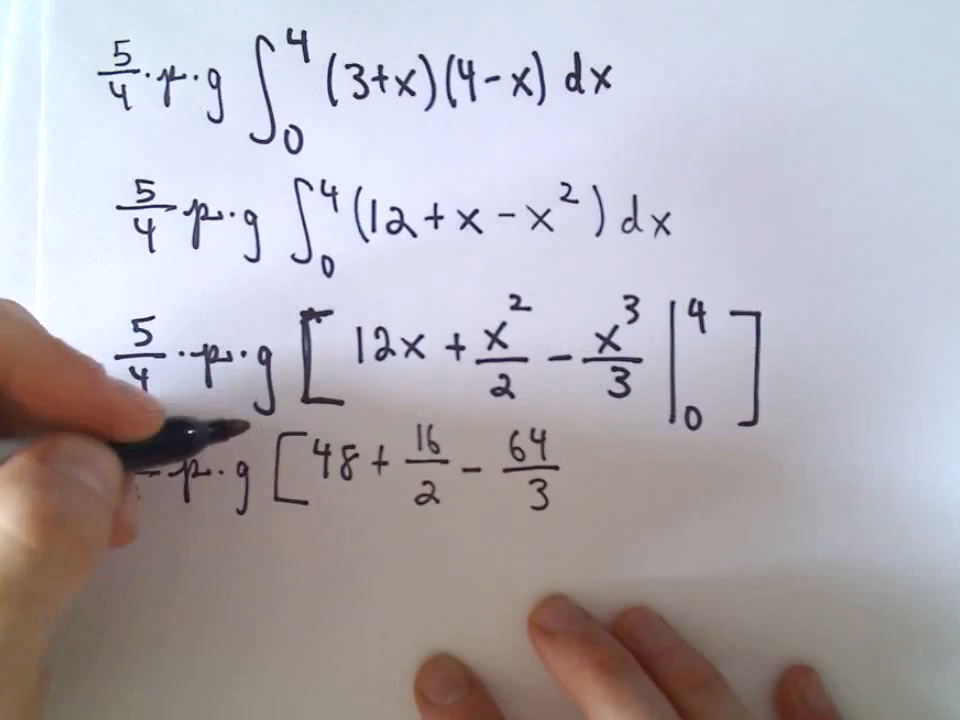 5/4 · p · g ∫₀⁴ (3+x)(4-x) dx
5/4 p · g ∫₀⁴ (12 + x - x²) dx
5/4 · p · g [ 12x + x²/2 - x³/3 |₀⁴ ]
p · g [ 48 + 16/2 - 64/3